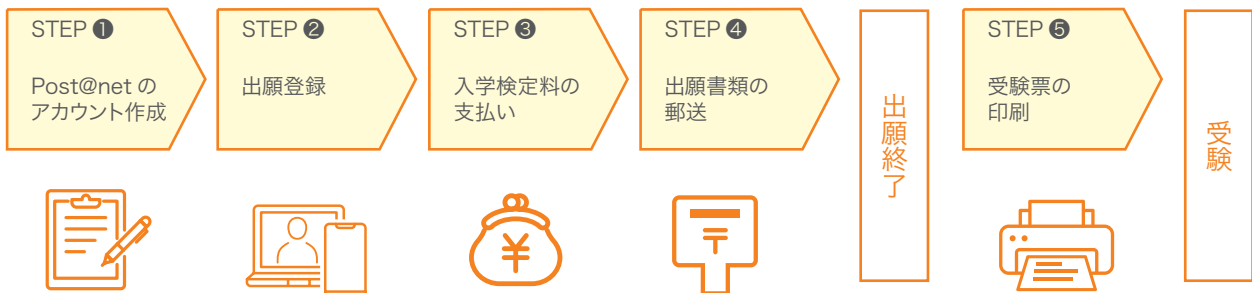 STEP ❶
Post@net の
アカウント作成
STEP ❷
出願登録
STEP ❸
入学検定料の
支払い
STEP ❹
出願書類の
郵送
出願終了
STEP ❺
受験票の
印刷
受験
¥
〒